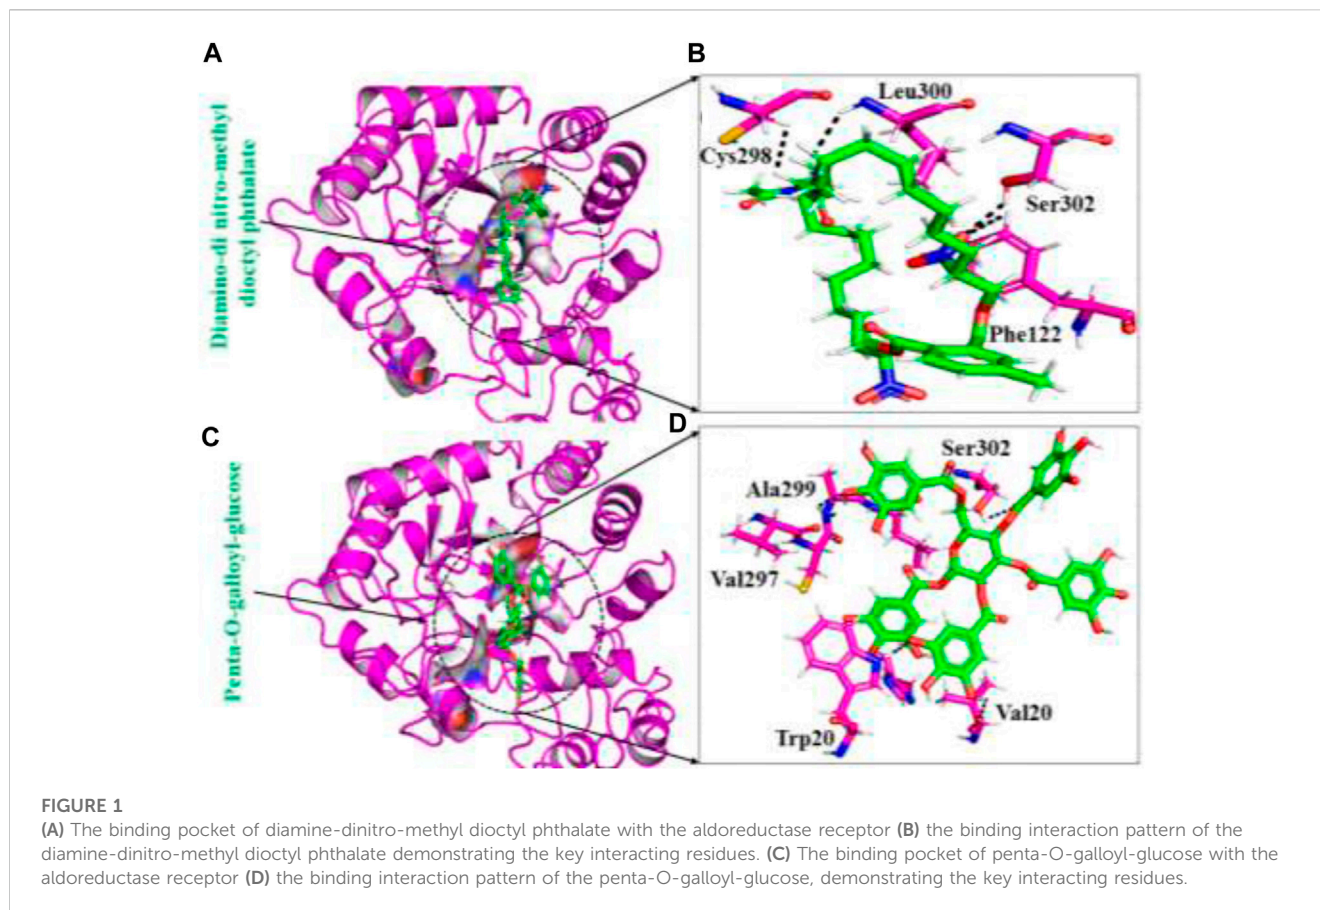 A
B
Diamino-di nitro-methyl
dioctyl phthalate
Leu300
Cys298
Ser302
Phe122
C
D
Penta-O-galloyl-glucose
Ser302
Ala299
Val297
Val20
Trp20
FIGURE 1
(A) The binding pocket of diamine-dinitro-methyl dioctyl phthalate with the aldoreductase receptor (B) the binding interaction pattern of the
diamine-dinitro-methyl dioctyl phthalate demonstrating the key interacting residues. (C) The binding pocket of penta-O-galloyl-glucose with the
aldoreductase receptor (D) the binding interaction pattern of the penta-O-galloyl-glucose, demonstrating the key interacting residues.